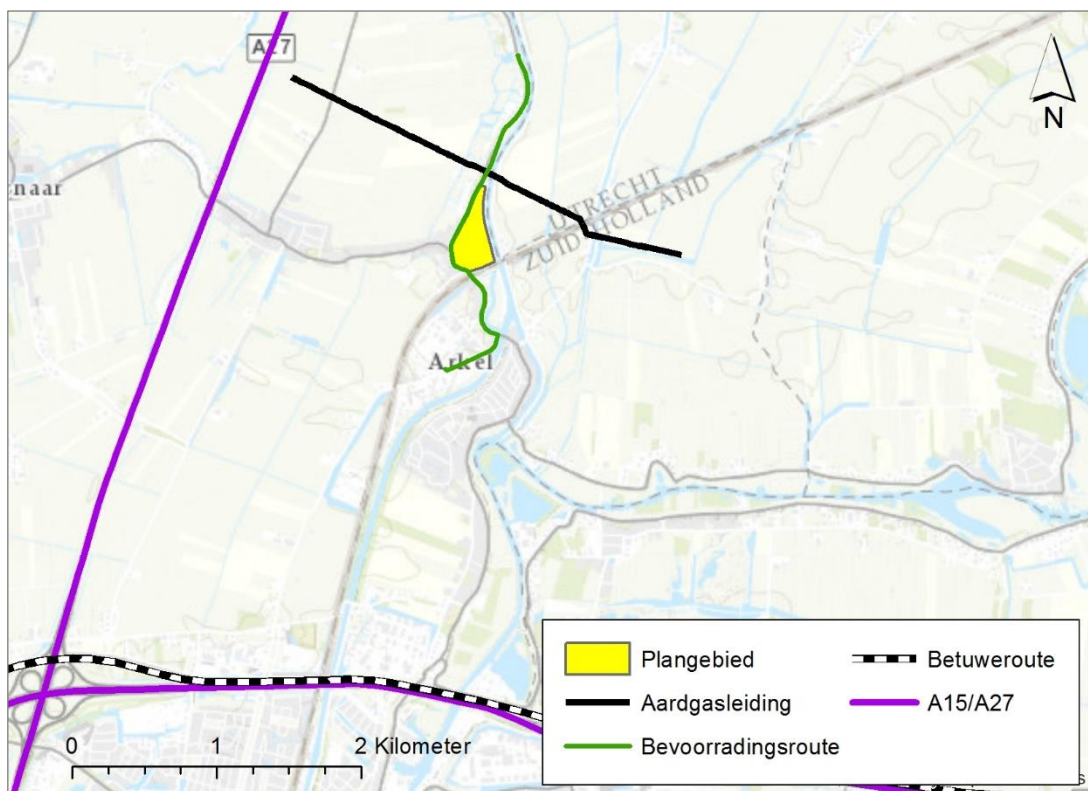 A27
N
naar
UTRECHT
ZUID HOLLAND
Arkel
0 1 2 Kilometer
Plangebied
Aardgasleiding
Bevoorradingsroute
Betuweroute
A15/A27
s